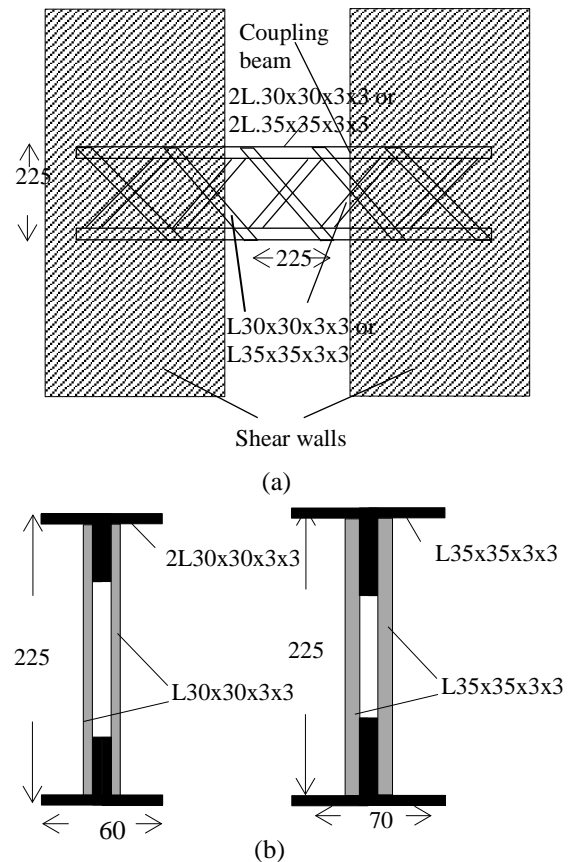 Coupling
beam
2L.30x30x3x3 or
2L.35x35x3x3
225
225
L30x30x3x3 or
L35x35x3x3
Shear walls
(a)
2L30x30x3x3
L35x35x3x3
225
225
L30x30x3x3
L35x35x3x3
60
70
(b)